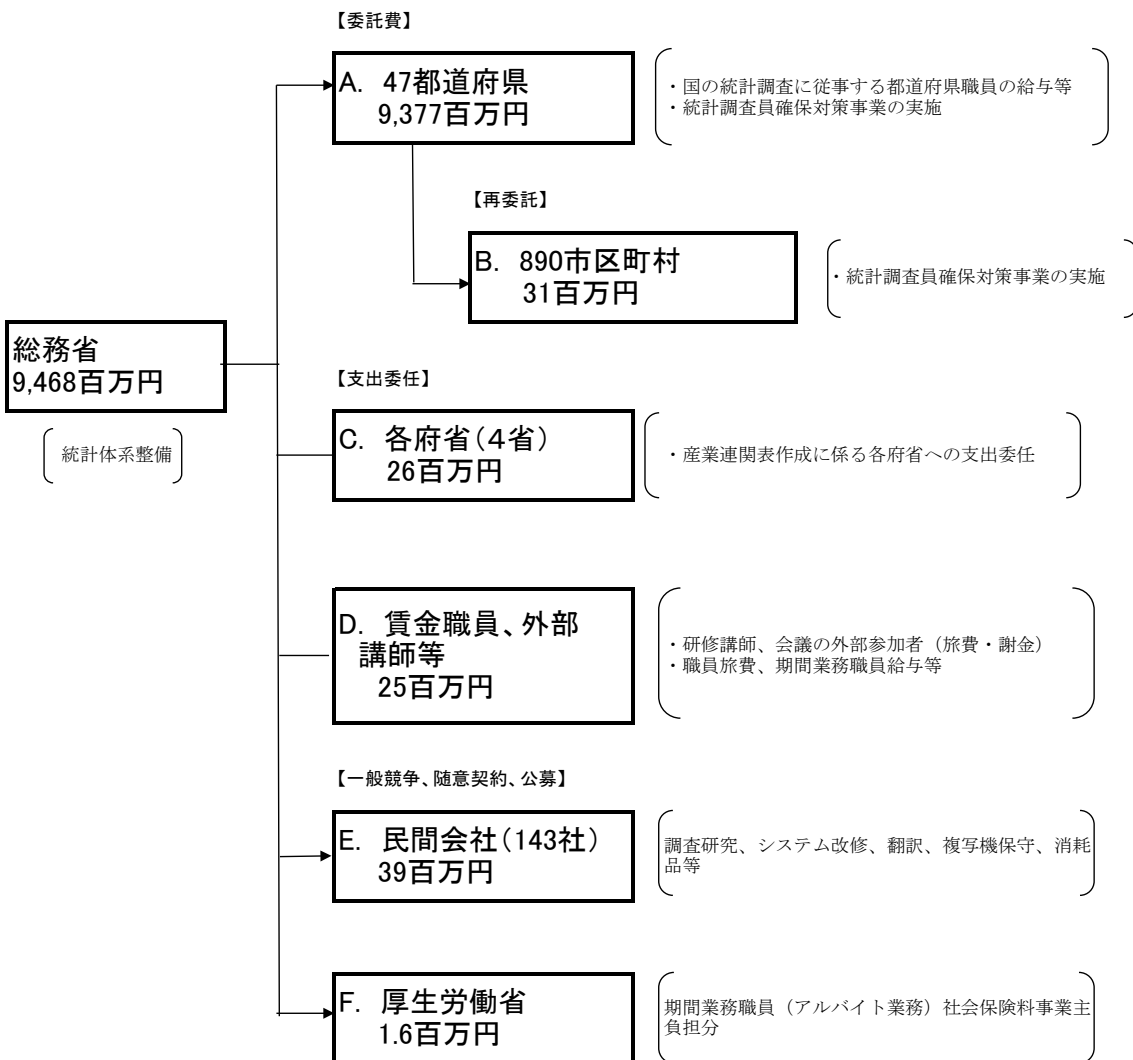 【委託費】
A. 47都道府県
9,377百万円
・国の統計調査に従事する都道府県職員の給与等
・統計調査員確保対策事業の実施
【再委託】
B. 890市区町村
31百万円
・統計調査員確保対策事業の実施
総務省
9,468百万円
統計体系整備
【支出委任】
C. 各府省(4省)
26百万円
・産業連関表作成に係る各府省への支出委任
D. 賃金職員、外部
講師等
25百万円
・研修講師、会議の外部参加者（旅費・謝金）
・職員旅費、期間業務職員給与等
【一般競争、随意契約、公募】
E. 民間会社(143社)
39百万円
調査研究、システム改修、翻訳、複写機保守、消耗
品等
F. 厚生労働省
1.6百万円
期間業務職員（アルバイト業務）社会保険料事業主
負担分